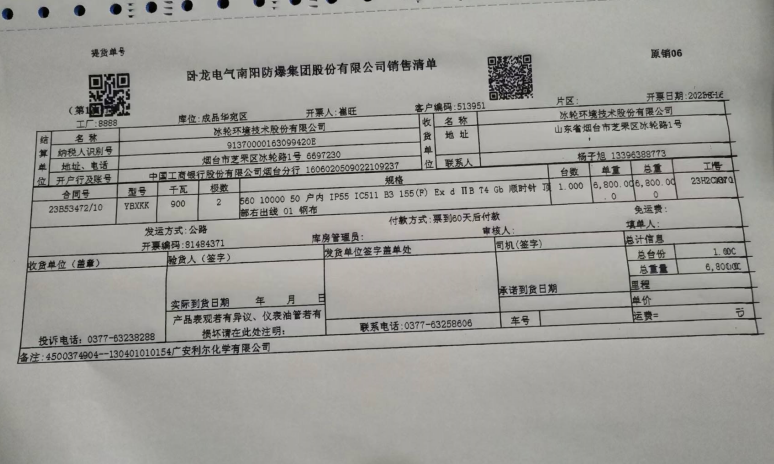 提货单号
原销06
卧龙电气南阳防爆集团股份有限公司销售清单
工厂:8888
库位:成品华宛区
开票人:崔旺
客户编码:513951
片区:
开票日期:
结算单位
名 称
冰轮环境技术股份有限公司
收货单位
名 称
冰轮环境技术股份有限公司
纳税人识别号
91370000163099420E
地 址
山东省烟台市芝罘区冰轮路1号
地址、电话
烟台市芝罘区冰轮路1号 6697230
开户行及账号
中国工商银行股份有限公司烟台分行 1606020509022109237
联系人
杨子旭 13396388773
合同号 型号 千瓦 极数 规格 台数 单重 总重 工号
23B53472/10 YBXKK 900 2 560 10000 50 户内 IP55 IC511 B3 155(F) Ex d ⅡB T4 Gb 顺时针 顶 1.000 6,800.00 6,800.00
部右出线 01 钢布 0 0
发运方式:公路
付款方式:票到60天后付款
免运费:
开票编码:81484371
库房管理员:
审核人:
填单人:
收货单位(盖章)
验货人(签字)
发货单位签字盖单处
司机(签字)
总计信息
总台份
总重量
实际到货日期 年 月 日
承诺到货日期
里程
产品表观若有异议、仪表油管若有
单价
投诉电话:0377-63238288
损坏请在此处注明:
联系电话:0377-63258606
车号
运费= 元
备注:4500374904--130401010154广安利尔化学有限公司